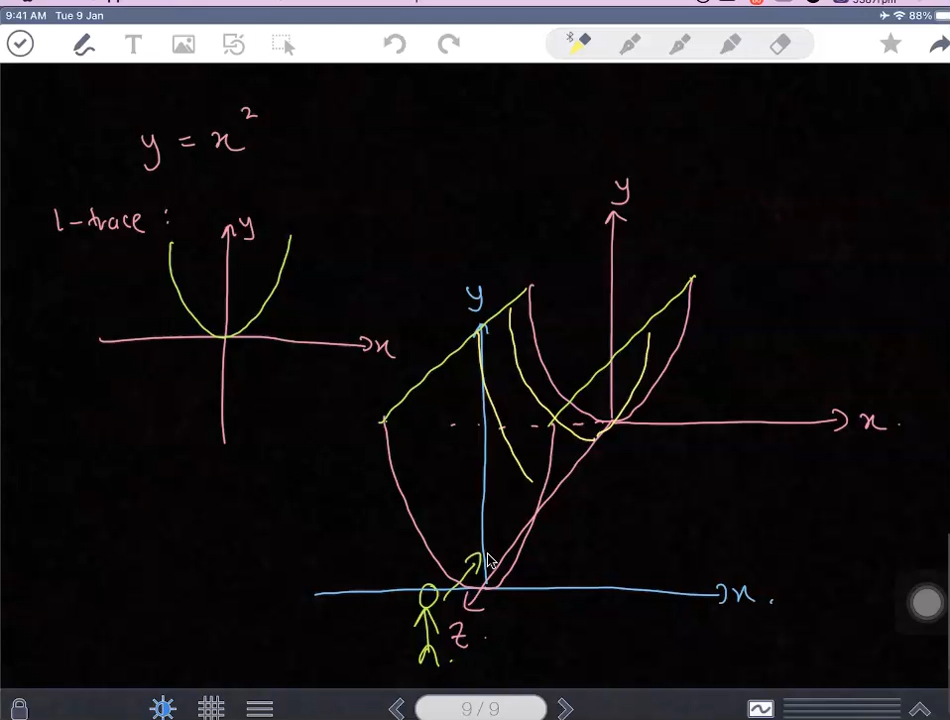 9:41 AM Tue 9 Jan
88%
T
y = x²
1-trace :
y
x
y
x.
y
x.
z.
9/9